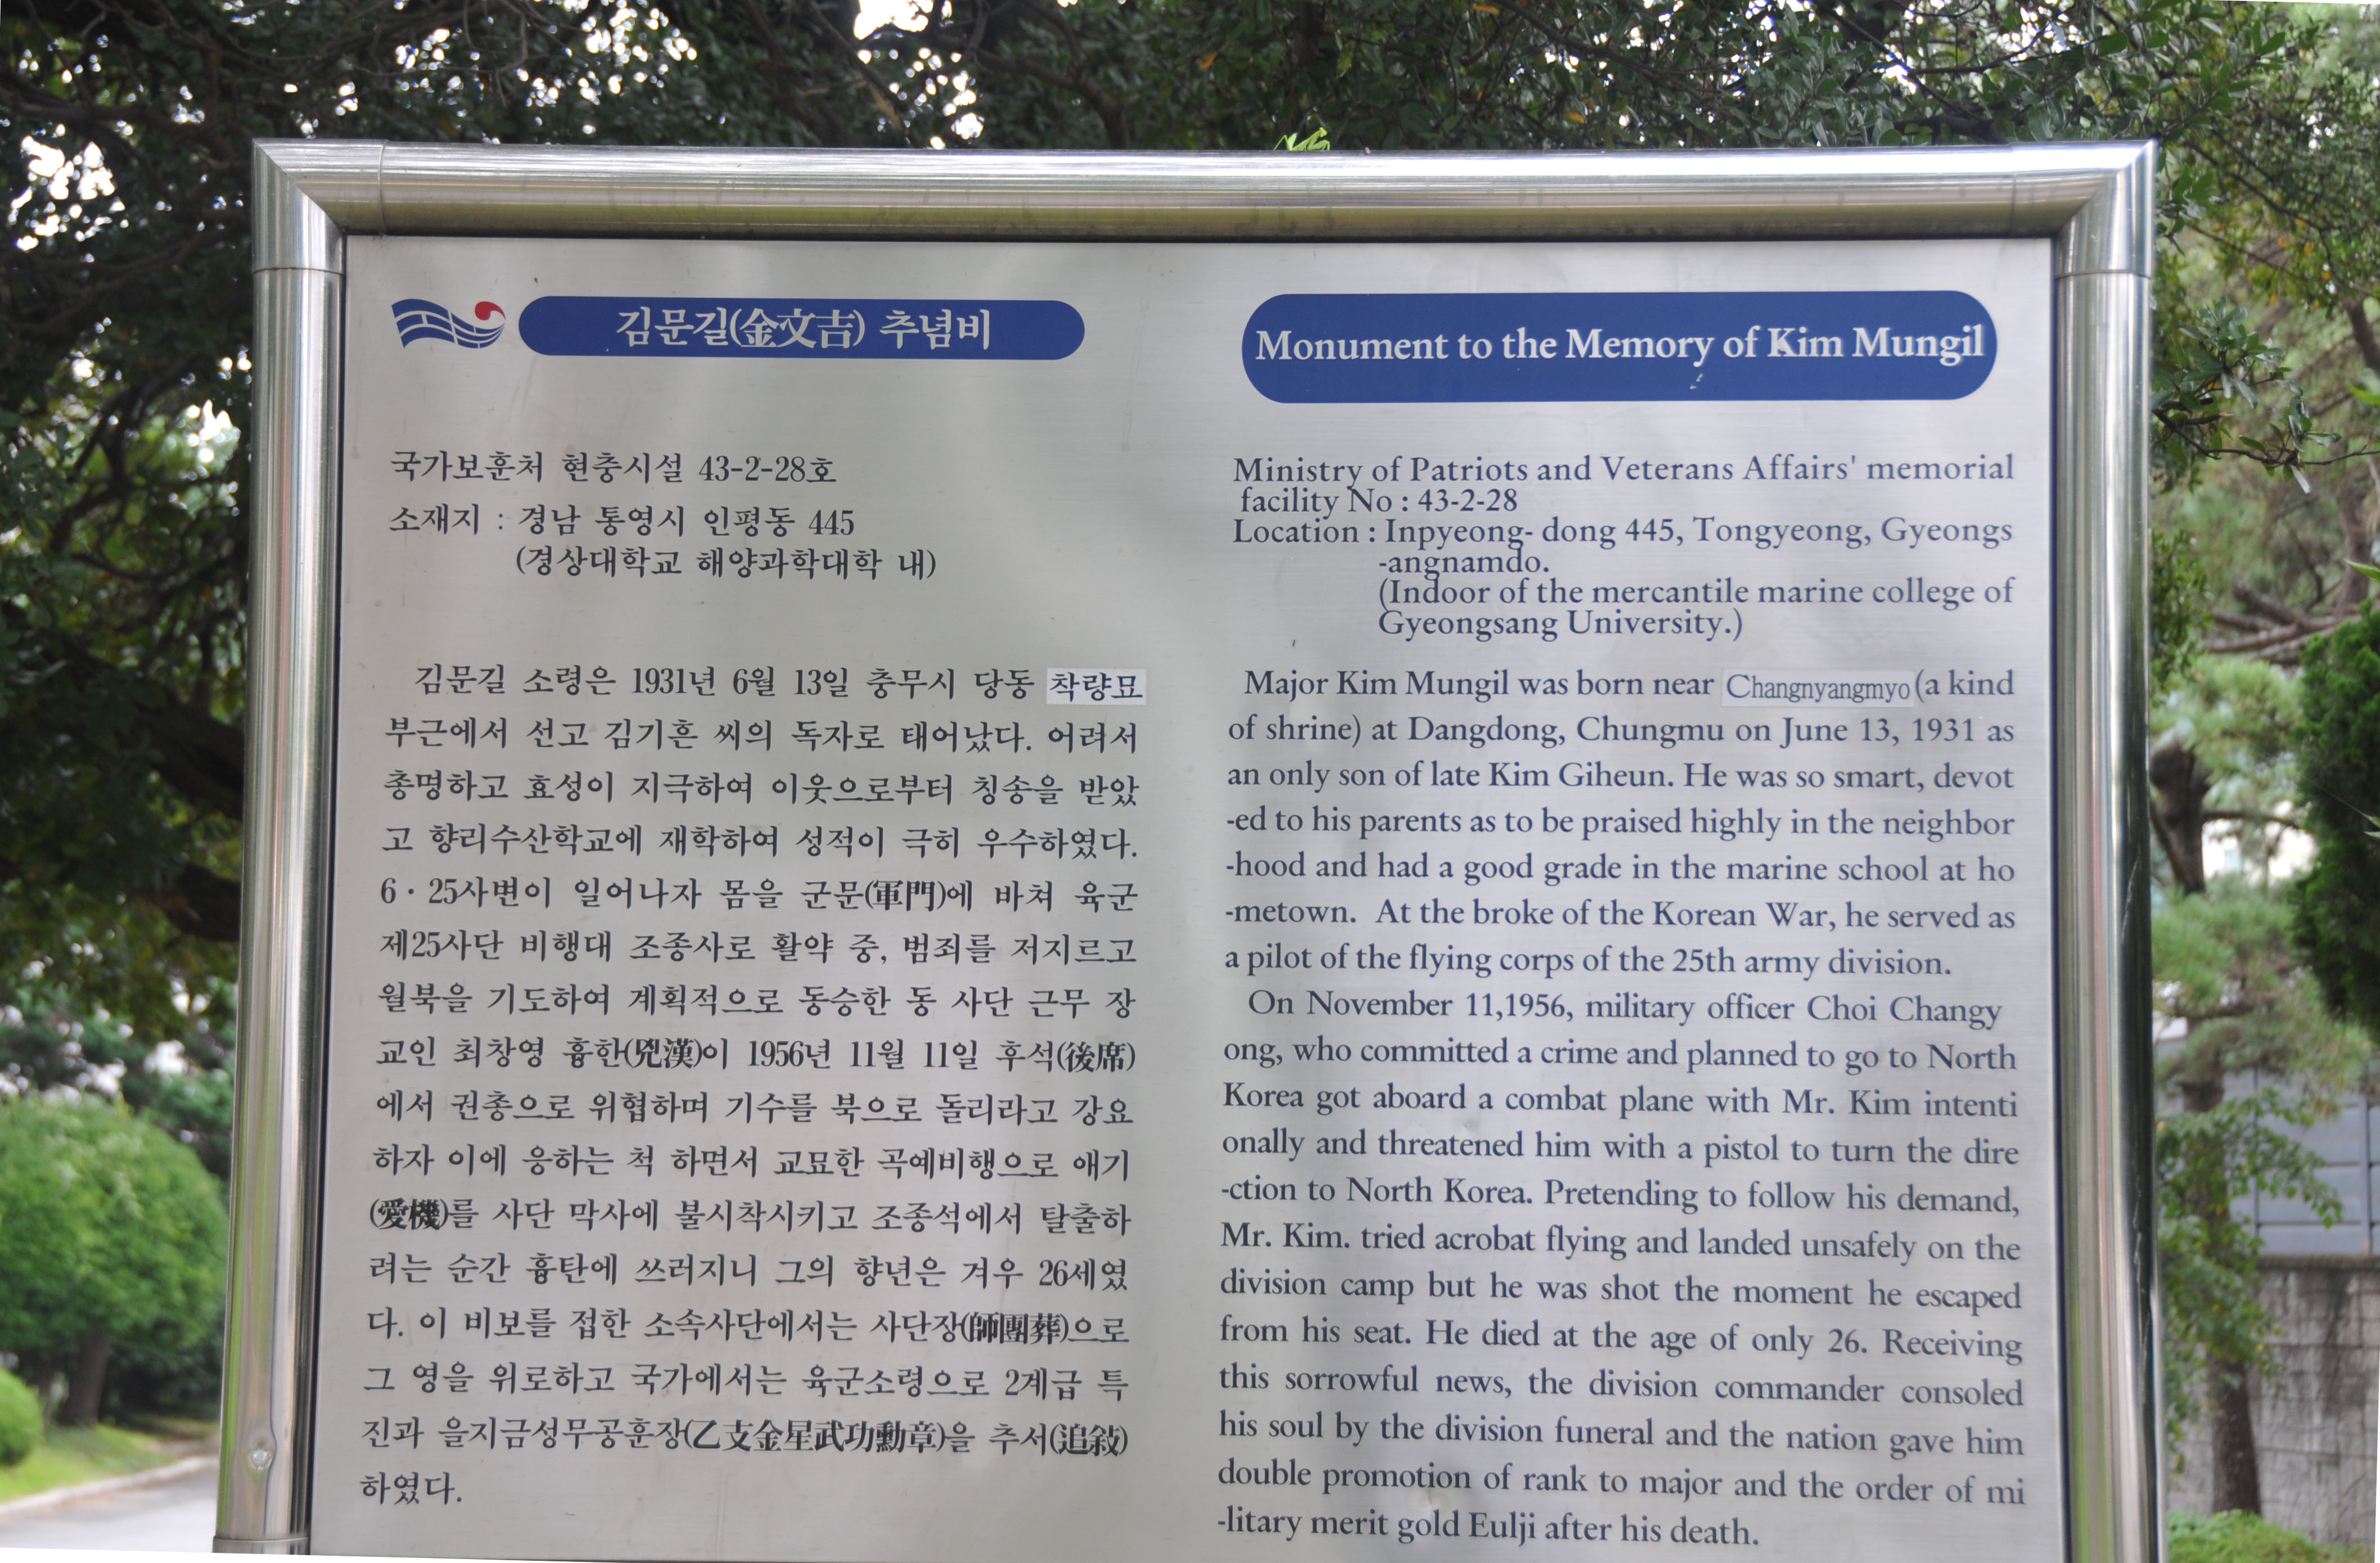 김문길(金文吉) 추념비
국가보훈처 현충시설 43-2-28호
소재지 : 경남 통영시 인평동 445
(경상대학교 해양과학대학 내)
김문길 소령은 1931년 6월 13일 충무시 당동 착량묘
부근에서 선고 김기흔 씨의 독자로 태어났다. 어려서
총명하고 효성이 지극하여 이웃으로부터 칭송을 받았
고 향리수산학교에 재학하여 성적이 극히 우수하였다.
6·25사변이 일어나자 몸을 군문(軍門)에 바쳐 육군
제25사단 비행대 조종사로 활약 중, 범죄를 저지르고
월북을 기도하여 계획적으로 동승한 동 사단 근무 장
교인 최창영 흉한(兇漢)이 1956년 11월 11일 후석(後席)
에서 권총으로 위협하며 기수를 북으로 돌리라고 강요
하자 이에 응하는 척 하면서 교묘한 곡예비행으로 애기
(愛機)를 사단 막사에 불시착시키고 조종석에서 탈출하
려는 순간 흉탄에 쓰러지니 그의 향년은 겨우 26세였
다. 이 비보를 접한 소속사단에서는 사단장(師團葬)으로
그 영을 위로하고 국가에서는 육군소령으로 2계급 특
진과 을지금성무공훈장(乙支金星武功勳章)을 추서(追敍)
하였다.
Monument to the Memory of Kim Mungil
Ministry of Patriots and Veterans Affairs' memorial
facility No : 43-2-28
Location : Inpyeong- dong 445, Tongyeong, Gyeongs
-angnamdo.
(Indoor of the mercantile marine college of
Gyeongsang University.)
Major Kim Mungil was born near Changnyangmyo (a kind
of shrine) at Dangdong, Chungmu on June 13, 1931 as
an only son of late Kim Giheun. He was so smart, devot
-ed to his parents as to be praised highly in the neighbor
-hood and had a good grade in the marine school at ho
-metown. At the broke of the Korean War, he served as
a pilot of the flying corps of the 25th army division.
On November 11,1956, military officer Choi Changy
ong, who committed a crime and planned to go to North
Korea got aboard a combat plane with Mr. Kim intenti
onally and threatened him with a pistol to turn the dire
-ction to North Korea. Pretending to follow his demand,
Mr. Kim. tried acrobat flying and landed unsafely on the
division camp but he was shot the moment he escaped
from his seat. He died at the age of only 26. Receiving
this sorrowful news, the division commander consoled
his soul by the division funeral and the nation gave him
double promotion of rank to major and the order of mi
-litary merit gold Eulji after his death.